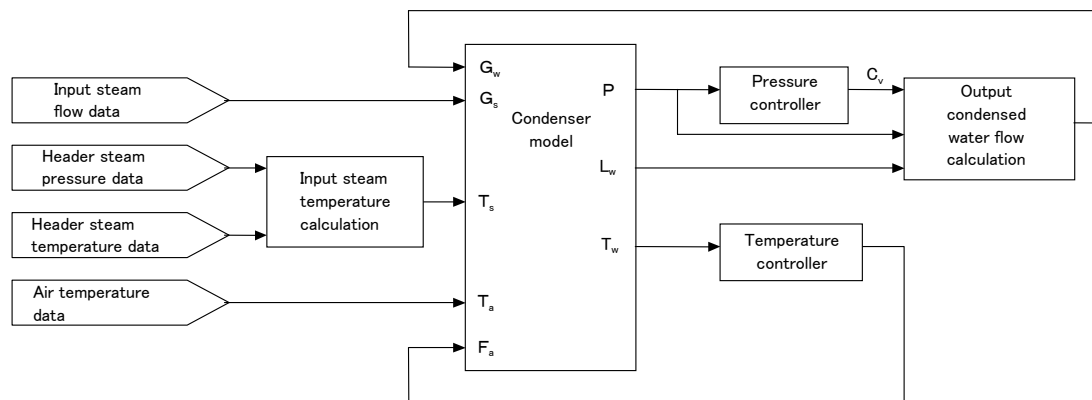 Input steam
flow data
Header steam
pressure data
Header steam
temperature data
Air temperature
data
Input steam
temperature
calculation
Gw
Gs
Ts
Ta
Fa
Condenser
model
P
Lw
Tw
Pressure
controller
Cv
Temperature
controller
Output
condensed
water flow
calculation